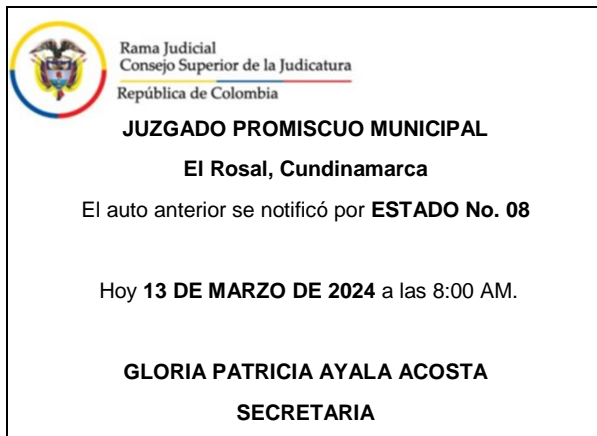 Rama Judicial
Consejo Superior de la Judicatura
República de Colombia
JUZGADO PROMISCUO MUNICIPAL
El Rosal, Cundinamarca
El auto anterior se notificó por ESTADO No. 08
Hoy 13 DE MARZO DE 2024 a las 8:00 AM.
GLORIA PATRICIA AYALA ACOSTA
SECRETARIA